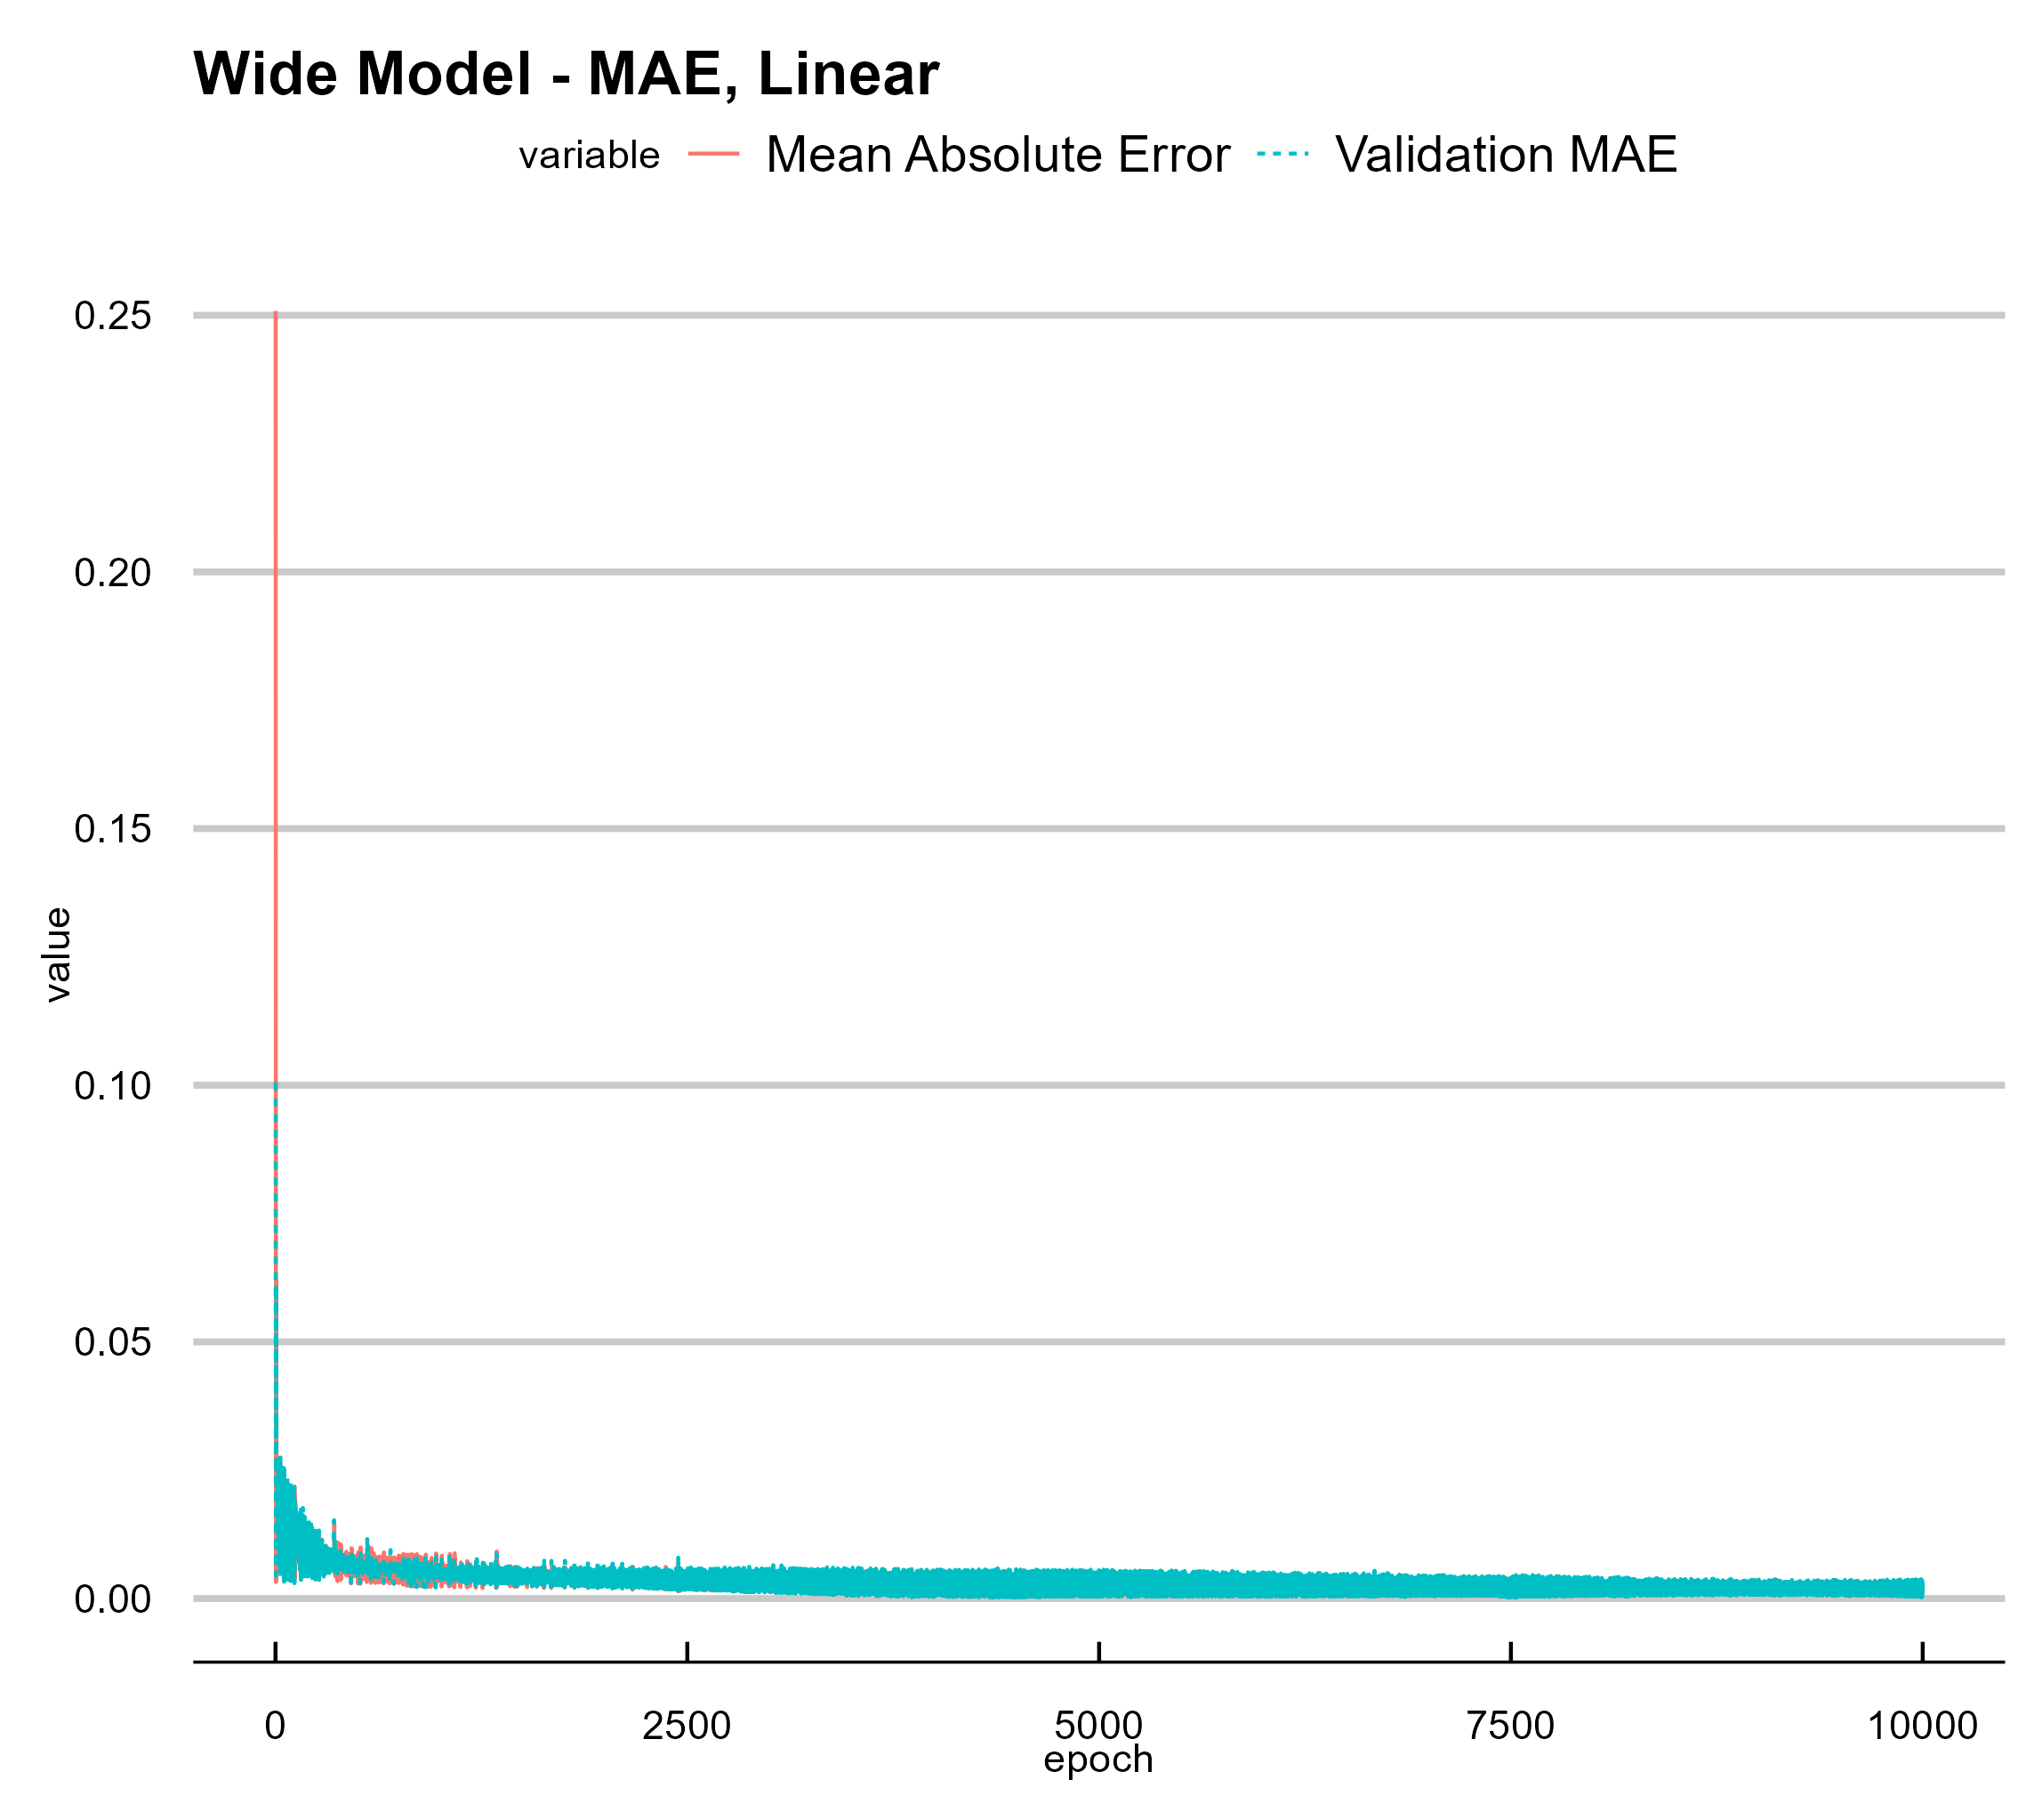 Wide Model - MAE, Linear
variable Mean Absolute Error Validation MAE
0.25
0.20
0.15
0.10
0.05
0.00
value
0 2500 5000 7500 10000
epoch